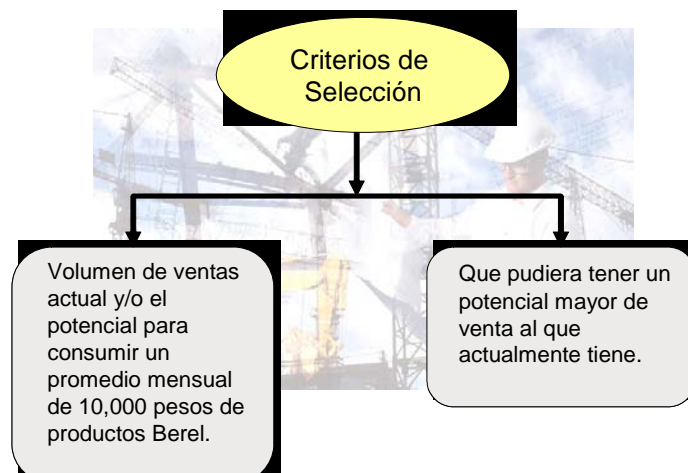 Criterios de
Selección
Volumen de ventas
actual y/o el
potencial para
consumir un
promedio mensual
de 10,000 pesos de
productos Berel.
Que pudiera tener un
potencial mayor de
venta al que
actualmente tiene.